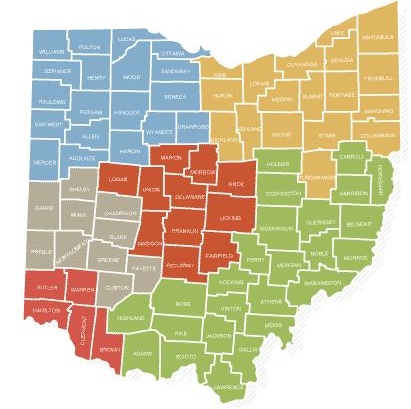 LAKE
ASHTABULA
LUCAS
WILLIAMS
FULTON
OTTAWA
CUYAHOGA
GEAUGA
DEFIANCE
HENRY
WOOD
SANDUSKY
ERIE
LORAIN
TRUMBULL
PAULDING
SENECA
HURON
MEDINA
SUMMIT
PORTAGE
PUTNAM
HANCOCK
MAHONING
VAN WERT
ALLEN
WYANDOT
CRAWFORD
RICHLAND
ASHLAND
WAYNE
STARK
COLUMBIANA
HARDIN
MERCER
AUGLAIZE
MARION
MORROW
HOLMES
CARROLL
LOGAN
KNOX
TUSCARAWAS
JEFFERSON
SHELBY
UNION
DELAWARE
COSHOCTON
HARRISON
DARKE
MIAMI
CHAMPAIGN
LICKING
GUERNSEY
BELMONT
CLARK
FRANKLIN
MUSKINGUM
PREBLE
MONTGOMERY
MADISON
FAIRFIELD
PERRY
NOBLE
MONROE
GREENE
FAYETTE
PICKAWAY
MORGAN
BUTLER
WARREN
CLINTON
HOCKING
WASHINGTON
HAMILTON
ROSS
ATHENS
HIGHLAND
VINTON
CLERMONT
PIKE
MEIGS
BROWN
ADAMS
SCIOTO
JACKSON
GALLIA
LAWRENCE